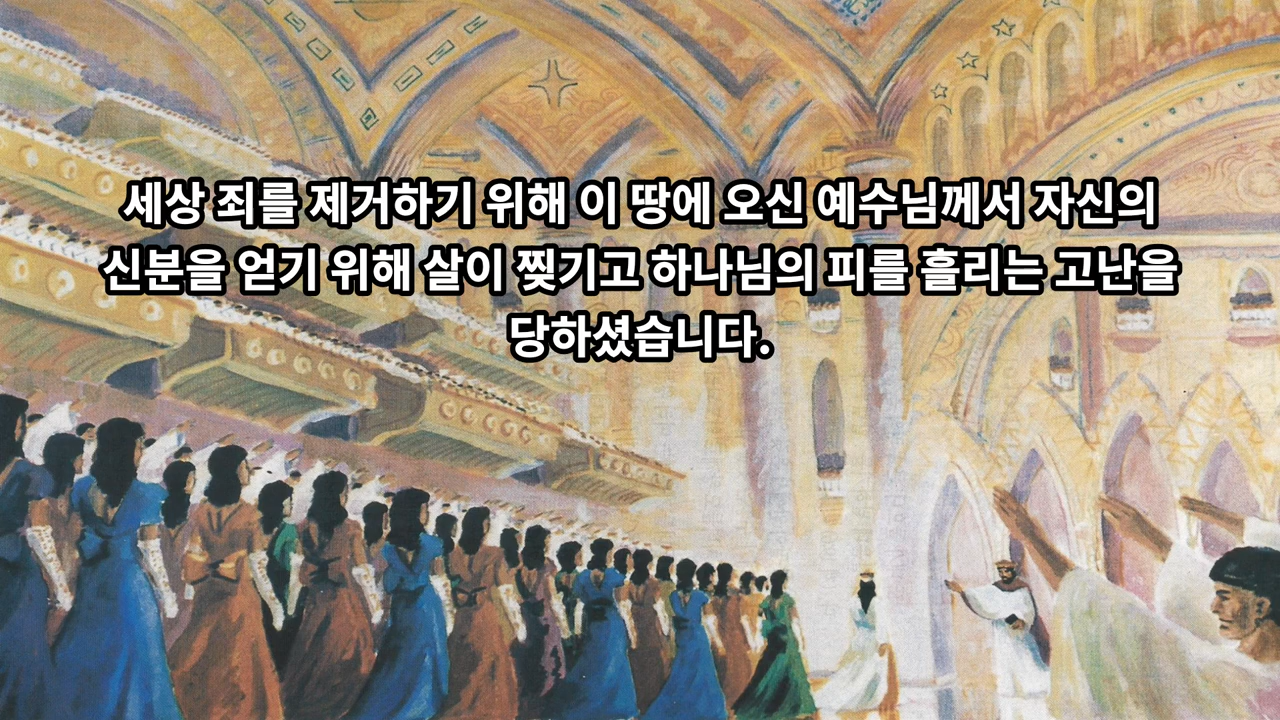 세상 죄를 제거하기 위해 이 땅에 오신 예수님께서 자신의
신분을 얻기 위해 살이 찢기고 하나님의 피를 흘리는 고난을
당하셨습니다.